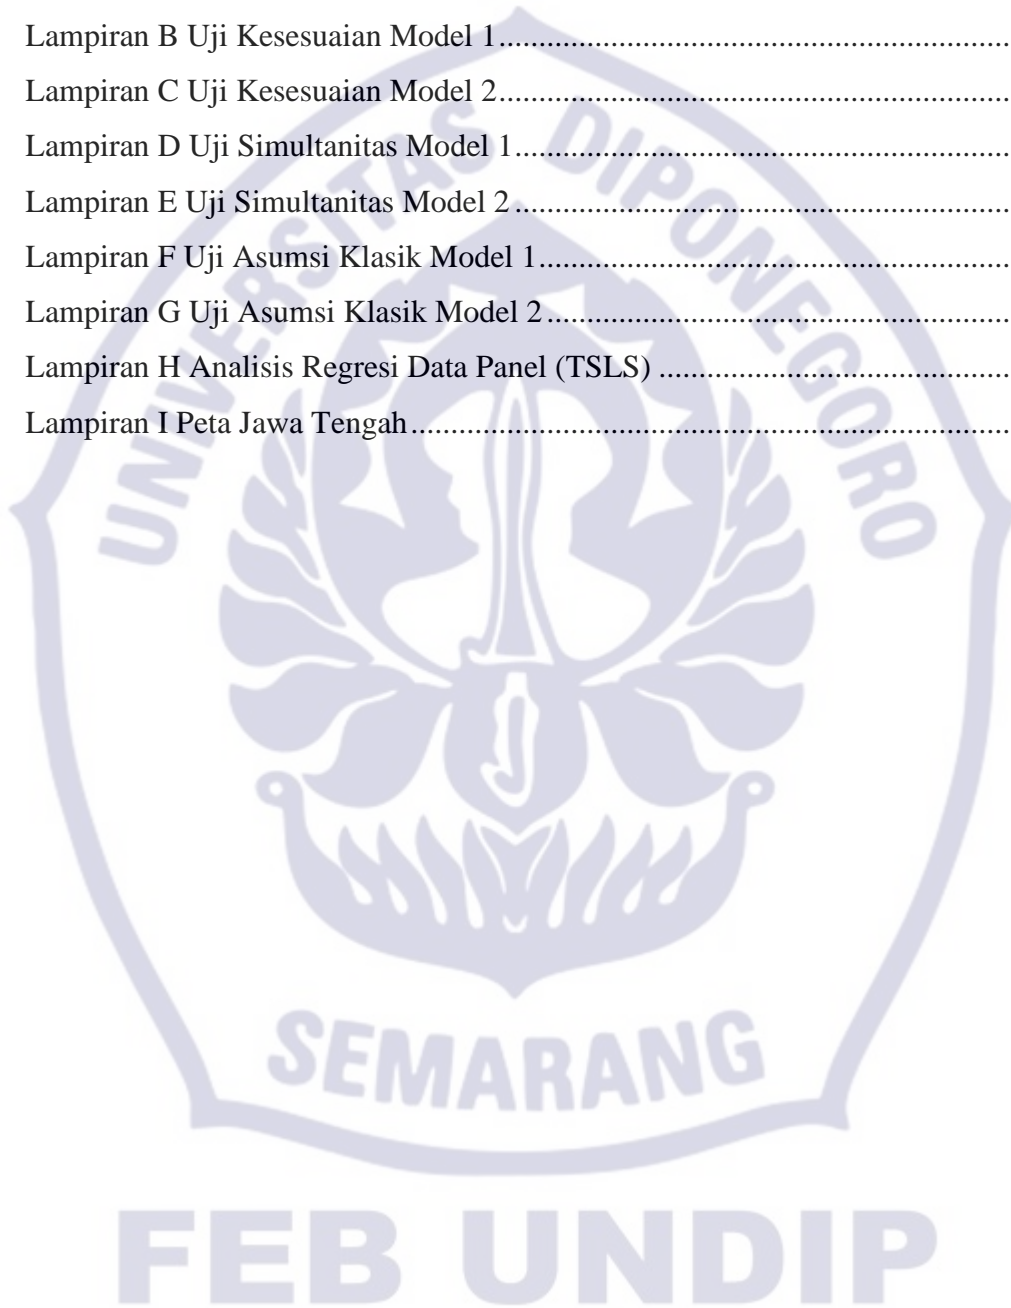 Lampiran B Uji Kesesuaian Model 1................................................................
Lampiran C Uji Kesesuaian Model 2................................................................
Lampiran D Uji Simultanitas Model 1..............................................................
Lampiran E Uji Simultanitas Model 2..............................................................
Lampiran F Uji Asumsi Klasik Model 1...........................................................
Lampiran G Uji Asumsi Klasik Model 2..........................................................
Lampiran H Analisis Regresi Data Panel (TSLS) ............................................
Lampiran I Peta Jawa Tengah...........................................................................
UNIVERSITAS DIPONEGORO
SEMARANG
FEB UNDIP